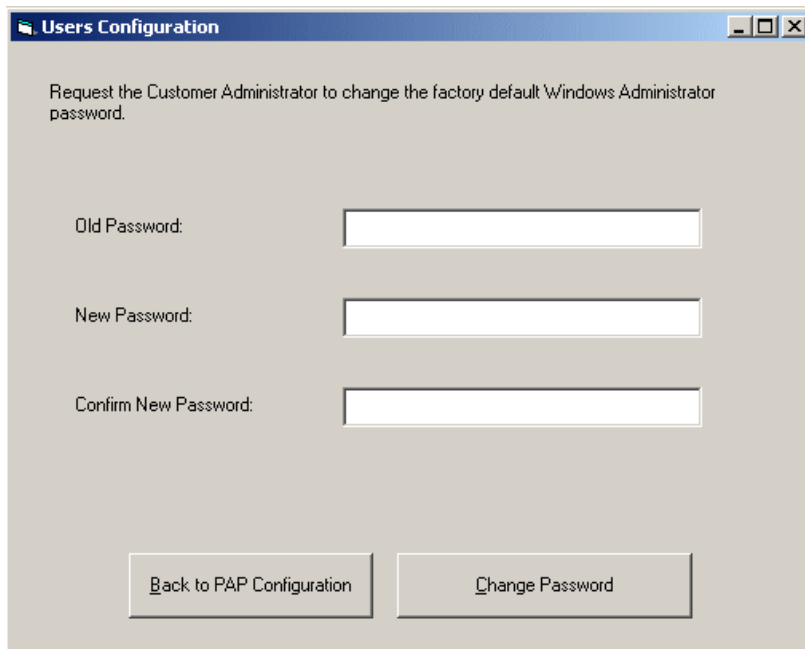 Users Configuration
Request the Customer Administrator to change the factory default Windows Administrator
password.
Old Password:
New Password:
Confirm New Password:
Back to PAP Configuration
Change Password